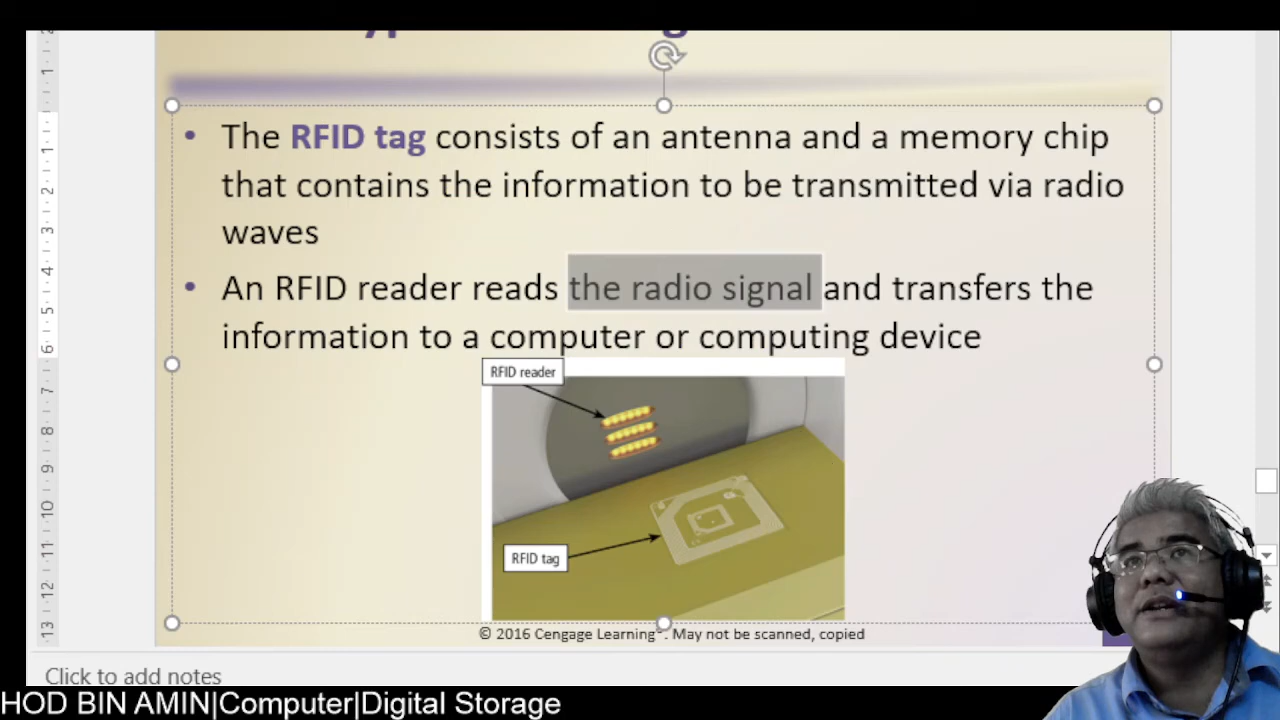 • The RFID tag consists of an antenna and a memory chip
that contains the information to be transmitted via radio
waves
• An RFID reader reads the radio signal and transfers the
information to a computer or computing device
RFID reader
RFID tag
© 2016 Cengage Learning®. May not be scanned, copied
Click to add notes
HOD BIN AMIN|Computer|Digital Storage